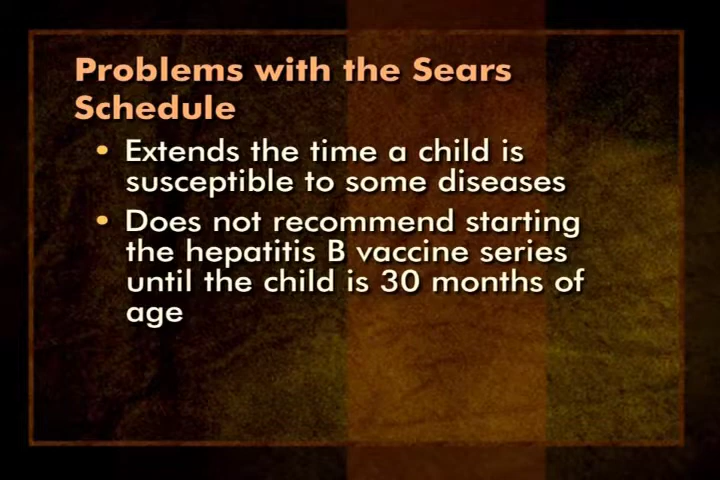 Problems with the Sears
Schedule
• Extends the time a child is
susceptible to some diseases
• Does not recommend starting
the hepatitis B vaccine series
until the child is 30 months of
age